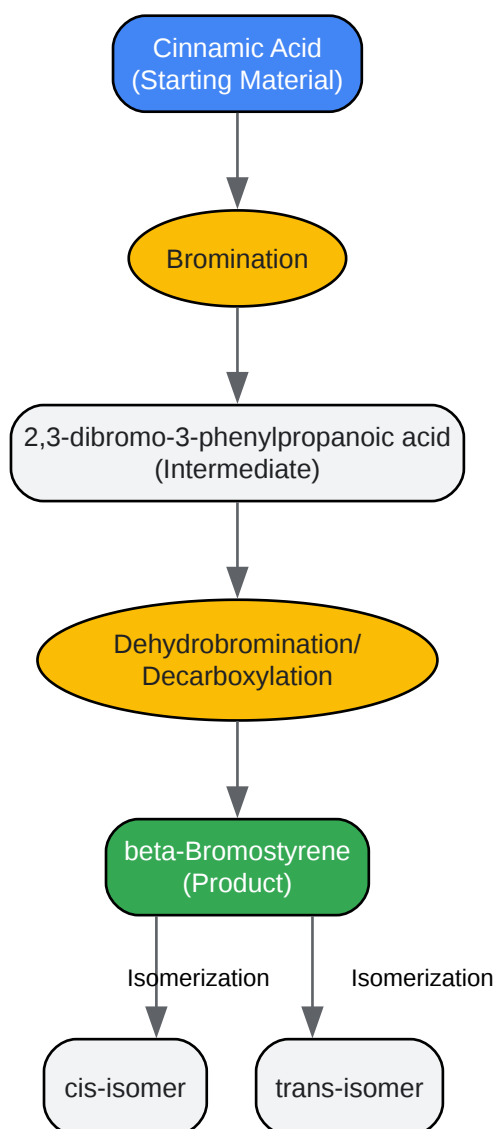 Cinnamic Acid
(Starting Material)
Bromination
2,3-dibromo-3-phenylpropanoic acid
(Intermediate)
Dehydrobromination/
Decarboxylation
beta-Bromostyrene
(Product)
Isomerization
Isomerization
cis-isomer
trans-isomer